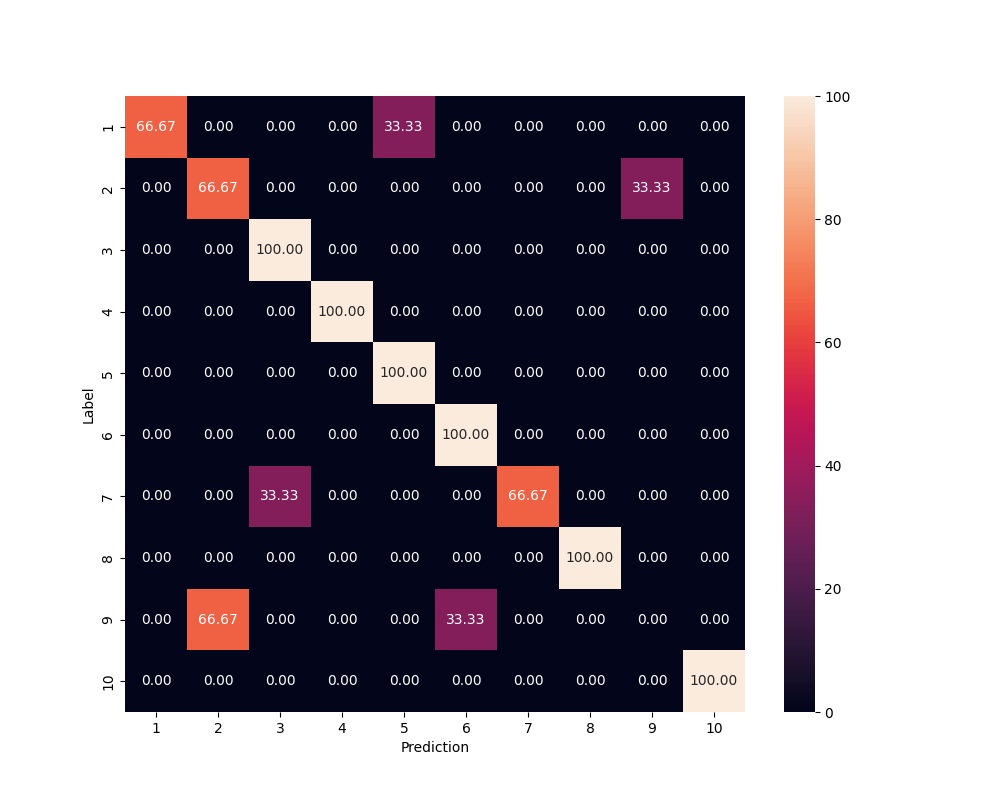 1 66.67 0.00 0.00 0.00 33.33 0.00 0.00 0.00 0.00 0.00
2 0.00 66.67 0.00 0.00 0.00 0.00 0.00 0.00 33.33 0.00
3 0.00 0.00 100.00 0.00 0.00 0.00 0.00 0.00 0.00 0.00
4 0.00 0.00 0.00 100.00 0.00 0.00 0.00 0.00 0.00 0.00
5 0.00 0.00 0.00 0.00 100.00 0.00 0.00 0.00 0.00 0.00
Label
6 0.00 0.00 0.00 0.00 0.00 100.00 0.00 0.00 0.00 0.00
7 0.00 0.00 33.33 0.00 0.00 0.00 66.67 0.00 0.00 0.00
8 0.00 0.00 0.00 0.00 0.00 0.00 0.00 100.00 0.00 0.00
9 0.00 66.67 0.00 0.00 0.00 33.33 0.00 0.00 0.00 0.00
10 0.00 0.00 0.00 0.00 0.00 0.00 0.00 0.00 0.00 100.00
1 2 3 4 5 6 7 8 9 10
Prediction
100
80
60
40
20
0